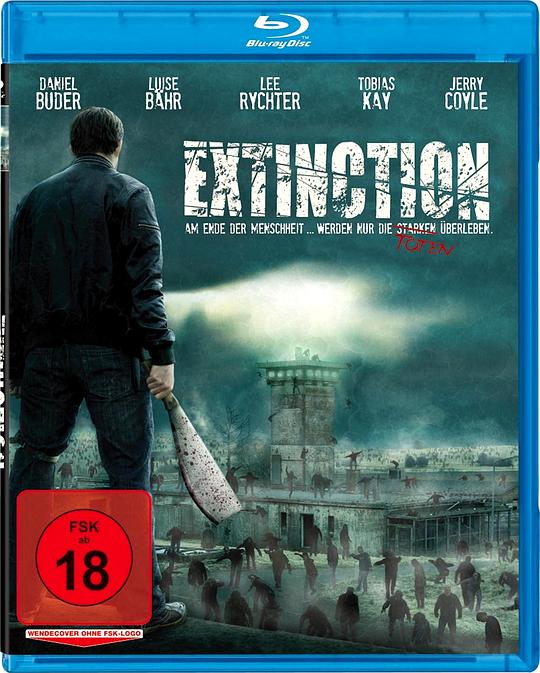 Blu-ray Disc
DANIEL BUDER
LUISE BÄHR
LEE RYCHTER
TOBIAS KAY
JERRY COYLE
EXTINCTION
AM ENDE DER MENSCHHEIT ... WERDEN NUR DIE STARKEN ÜBERLEBEN.
TOTEN
FSK
ab
18
WENDECOVER OHNE FSK-LOGO